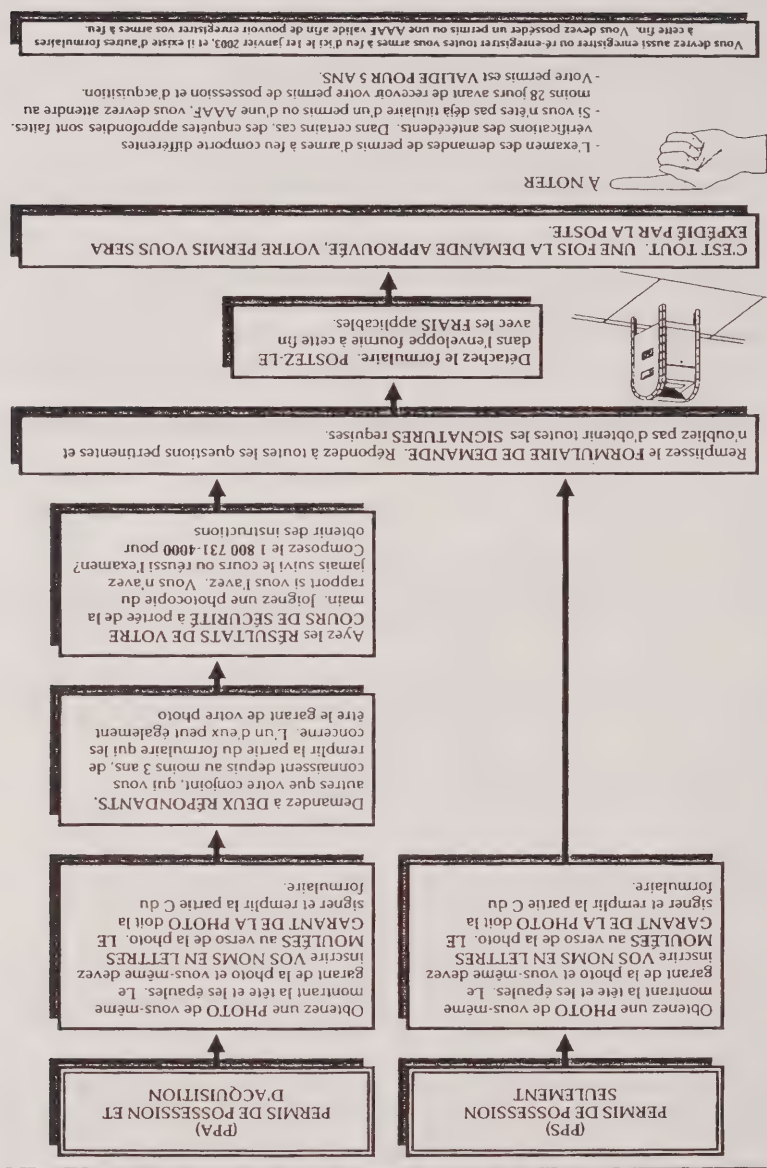 (PPA)
PERMIS DE POSSESSION ET
D'ACQUISITION
Obtenez une PHOTO de vous-même
montrant la tête et les épaules. Le
garant de la photo et vous-même devez
inscrire VOS NOMS EN LETTRES
MOULÉES au verso de la photo. LE
GARANT DE LA PHOTO doit la
signer et remplir la partie C du
formulaire.
Demandez à DEUX RÉPONDANTS,
autres que votre conjoint, qui vous
connaissent depuis au moins 3 ans, de
remplir la partie du formulaire qui les
concerne. L'un d'eux peut également
être le garant de votre photo
Ayez les RÉSULTATS DE VOTRE
COURS DE SÉCURITÉ à portée de la
main. Joignez une photocopie du
rapport si vous l'avez. Vous n'avez
jamais suivi le cours ou réussi l'examen?
Composez le 1 800 731-4000 pour
obtenir des instructions
(PPS)
PERMIS DE POSSESSION
SEULEMENT
Obtenez une PHOTO de vous-même
montrant la tête et les épaules. Le
garant de la photo et vous-même devez
inscrire VOS NOMS EN LETTRES
MOULÉES au verso de la photo. LE
GARANT DE LA PHOTO doit la
signer et remplir la partie C du
formulaire.
Remplissez le FORMULAIRE DE DEMANDE. Répondez à toutes les questions pertinentes et
n'oubliez pas d'obtenir toutes les SIGNATURES requises.
Détachez le formulaire. POSTEZ-LE
dans l'enveloppe fournie à cette fin
avec les FRAIS applicables.
C'EST TOUT. UNE FOIS LA DEMANDE APPROUVÉE, VOTRE PERMIS VOUS SERA
EXPÉDIÉ PAR LA POSTE.
À NOTER
- L'examen des demandes de permis d'armes à feu comporte différentes
vérifications des antécédents. Dans certains cas, des enquêtes approfondies sont faites.
- Si vous n'êtes pas déjà titulaire d'un permis ou d'une AAAF, vous devrez attendre au
moins 28 jours avant de recevoir votre permis de possession et d'acquisition.
- Votre permis est VALIDE POUR 5 ANS.
Vous devrez aussi enregistrer ou ré-enregistrer toutes vous armes à feu d'ici le 1er janvier 2003, et il existe d'autres formulaires
à cette fin. Vous devez posséder un permis ou une AAAF valide afin de pouvoir enregistrer vos armes à feu.